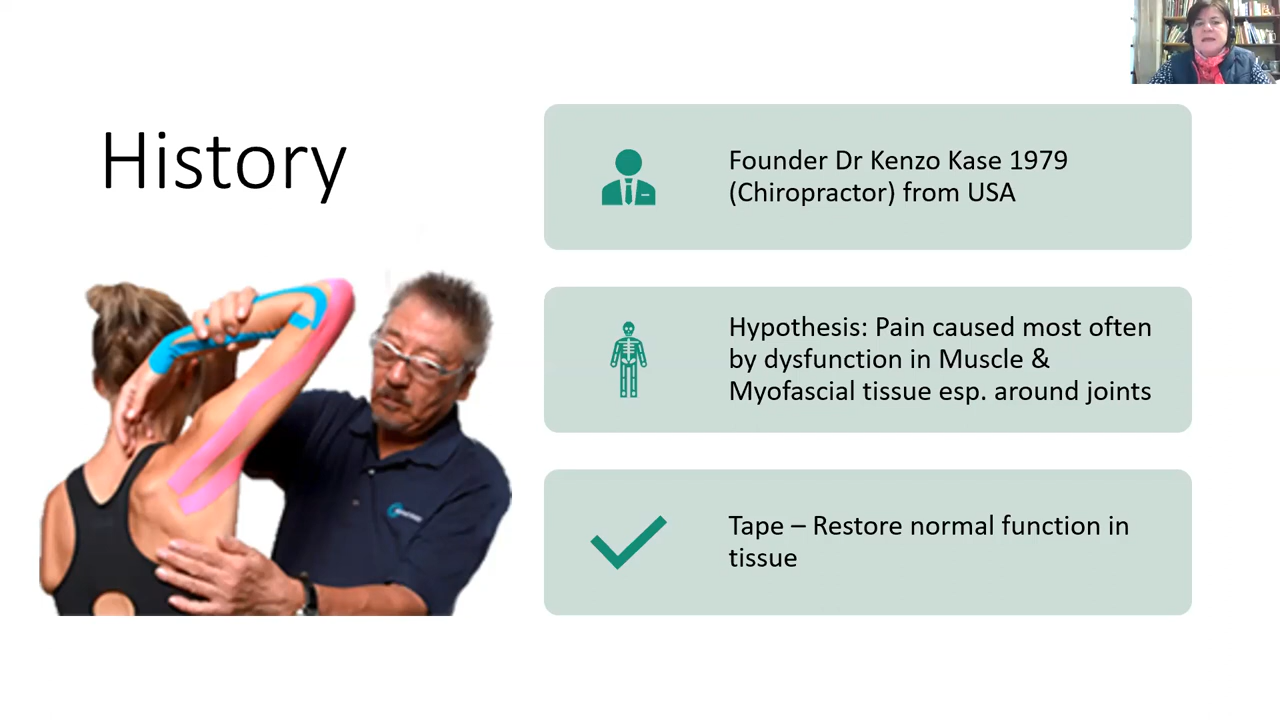 History
Founder Dr Kenzo Kase 1979
(Chiropractor) from USA
Hypothesis: Pain caused most often
by dysfunction in Muscle &
Myofascial tissue esp. around joints
Tape – Restore normal function in
tissue